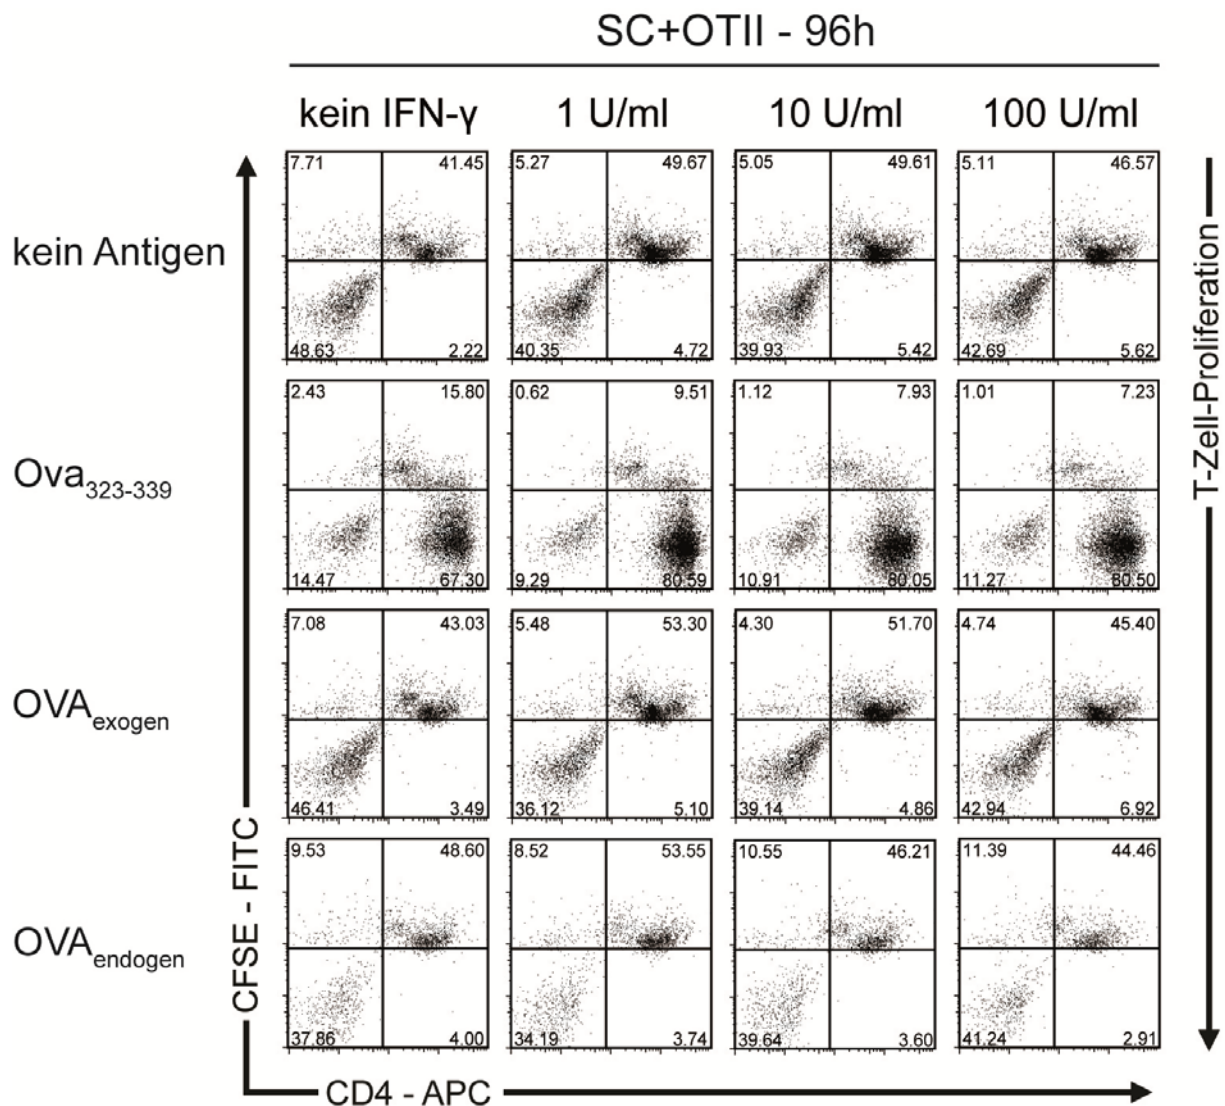 SC+OTII - 96h
kein IFN-γ 1 U/ml 10 U/ml 100 U/ml
7.71 41.45 5.27 49.67 5.05 49.61 5.11 46.57
kein Antigen
48.63 2.22 40.35 4.72 39.93 5.42 42.69 5.62
2.43 15.80 0.62 9.51 1.12 7.93 1.01 7.23
Ova323-339
14.47 67.30 9.29 80.59 10.91 80.05 11.27 80.50
7.08 43.03 5.48 53.30 4.30 51.70 4.74 45.40
OVAexogen
46.41 3.49 36.12 5.10 39.14 4.86 42.94 6.92
9.53 48.60 8.52 53.55 10.55 46.21 11.39 44.46
OVAendogen
37.86 4.00 34.19 3.74 39.64 3.60 41.24 2.91
CFSE - FITC
CD4 - APC
T-Zell-Proliferation